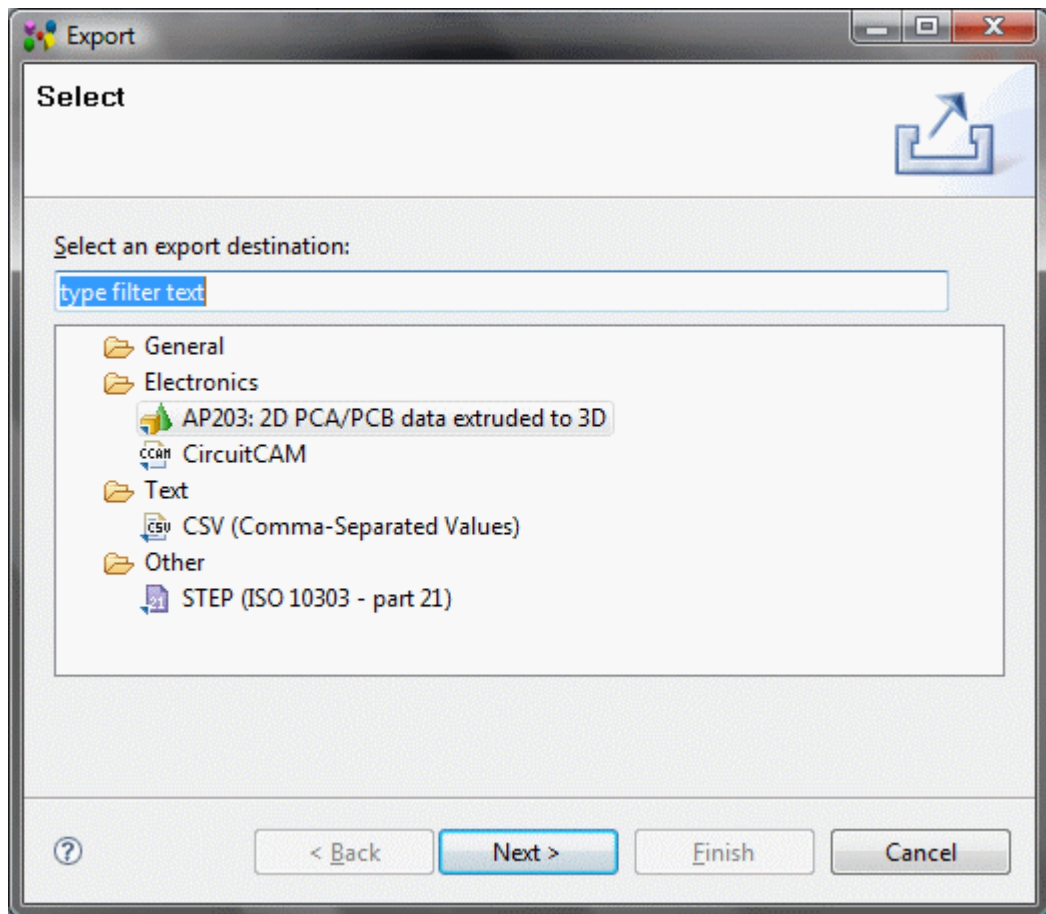 Export
Select
Select an export destination:
type filter text
General
Electronics
AP203: 2D PCA/PCB data extruded to 3D
CCAM CircuitCAM
Text
CSV CSV (Comma-Separated Values)
Other
21 STEP (ISO 10303 - part 21)
? < Back Next > Finish Cancel